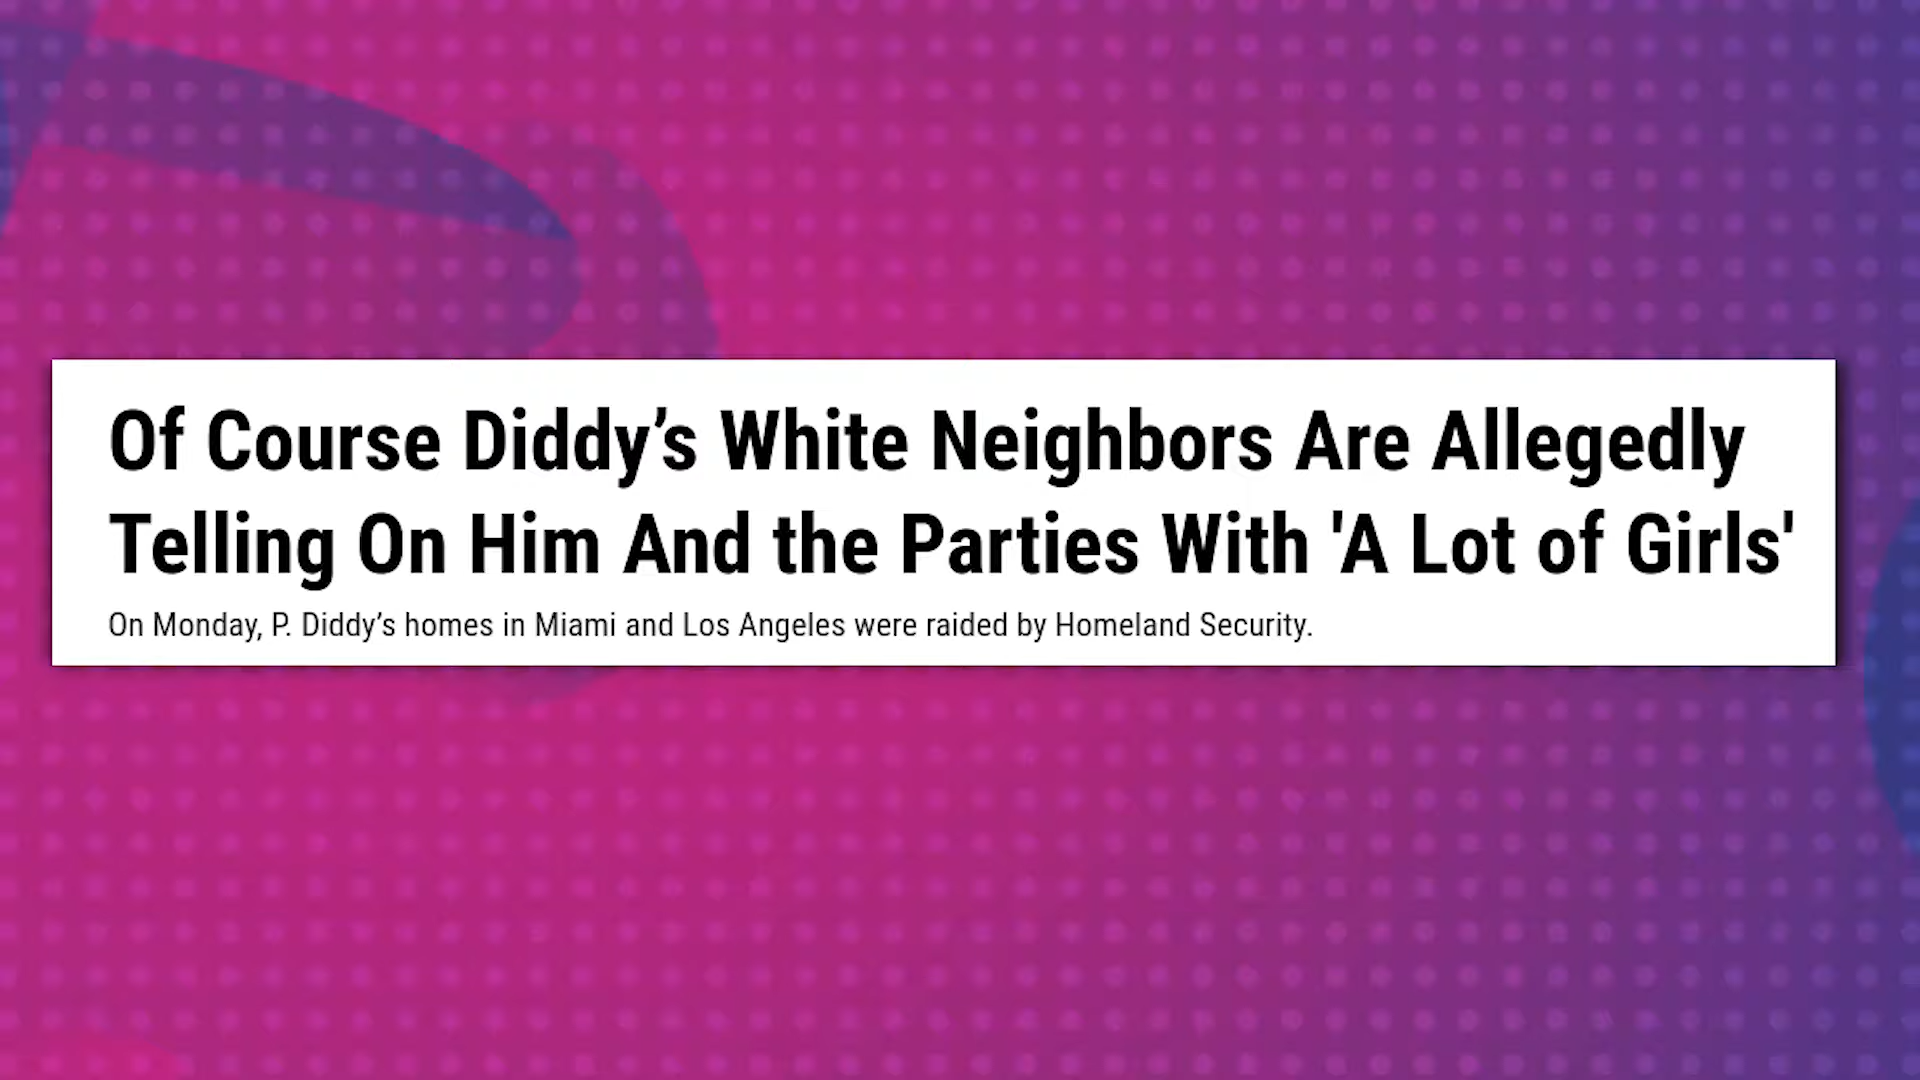 Of Course Diddy’s White Neighbors Are Allegedly
Telling On Him And the Parties With 'A Lot of Girls'
On Monday, P. Diddy’s homes in Miami and Los Angeles were raided by Homeland Security.